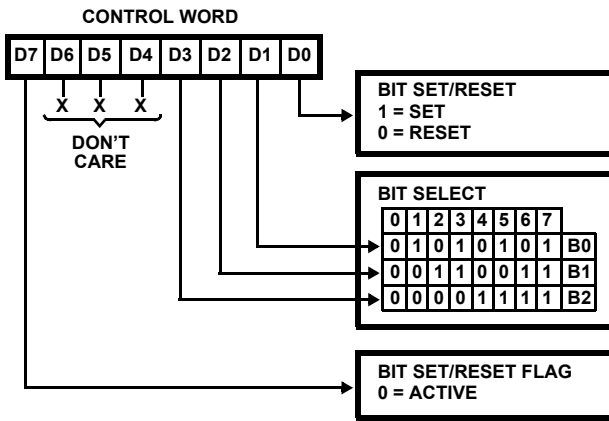 CONTROL WORD
D7 D6 D5 D4 D3 D2 D1 D0
X X X
DON'T
CARE
BIT SET/RESET
1 = SET
0 = RESET
BIT SELECT
0 1 2 3 4 5 6 7
0 1 0 1 0 1 0 1 B0
0 0 1 1 0 0 1 1 B1
0 0 0 0 1 1 1 1 B2
BIT SET/RESET FLAG
0 = ACTIVE